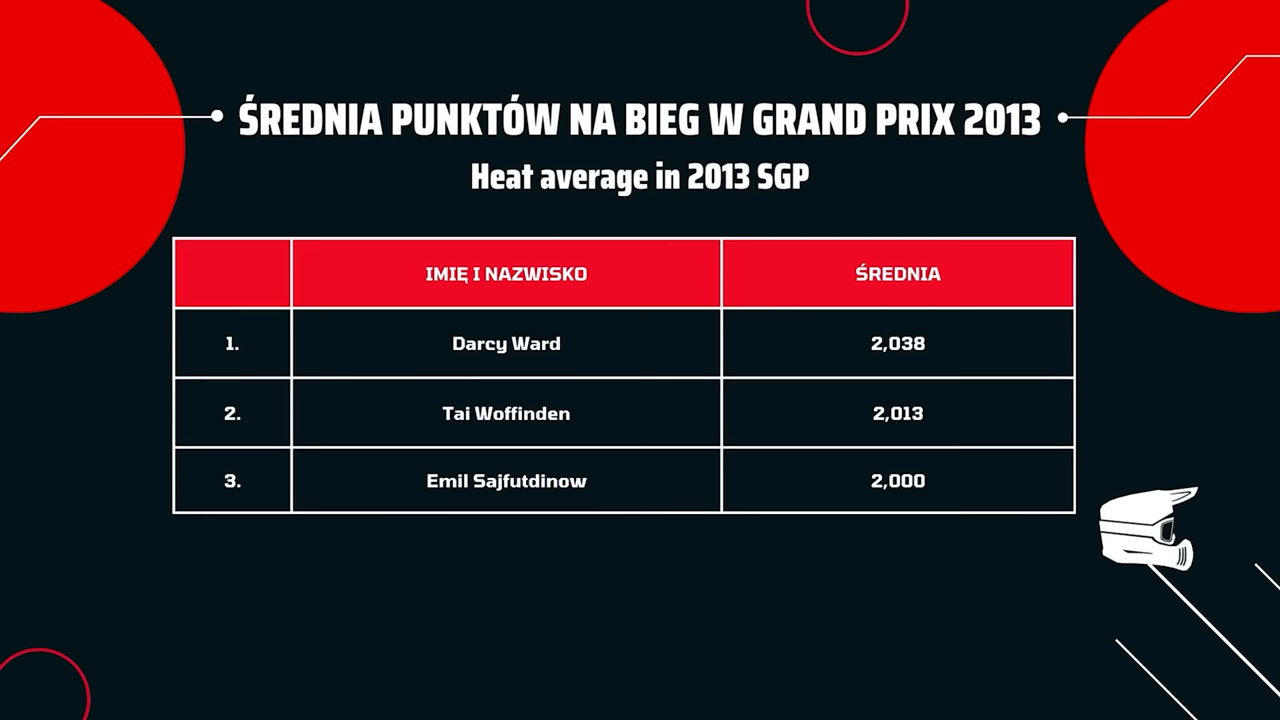 ŚREDNIA PUNKTÓW NA BIEG W GRAND PRIX 2013
Heat average in 2013 SGP
IMIĘ I NAZWISKO ŚREDNIA
1. Darcy Ward 2,038
2. Tai Woffinden 2,013
3. Emil Sajfutdinow 2,000